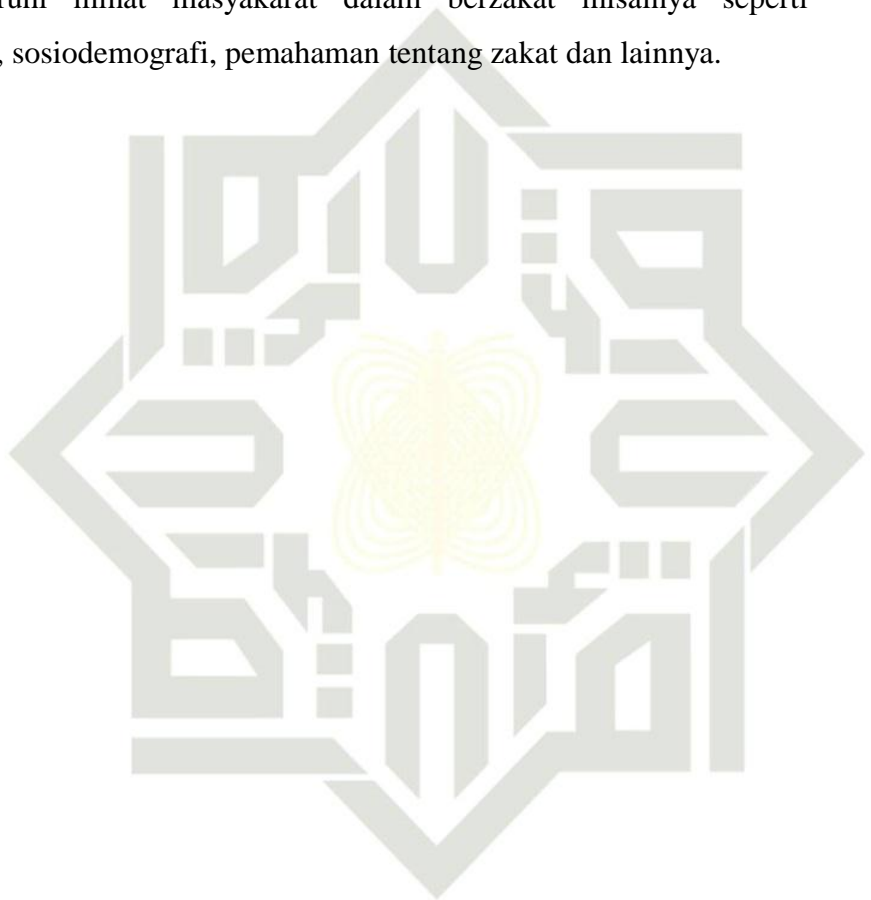 minat masyakarat dalam berzakat misalnya seperti
, sosiodemografi, pemahaman tentang zakat dan lainnya.